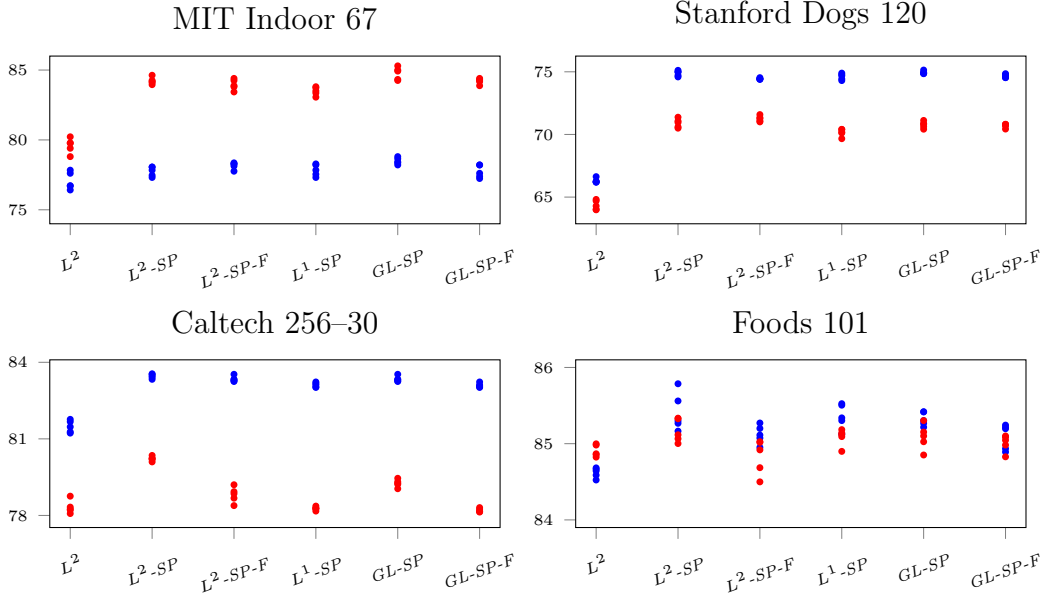 MIT Indoor 67
85
80
75
L²
L²-SP
L²-SP-F
L¹-SP
GL-SP
GL-SP-F
Stanford Dogs 120
75
70
65
L²
L²-SP
L²-SP-F
L¹-SP
GL-SP
GL-SP-F
Caltech 256–30
84
81
78
L²
L²-SP
L²-SP-F
L¹-SP
GL-SP
GL-SP-F
Foods 101
86
85
84
L²
L²-SP
L²-SP-F
L¹-SP
GL-SP
GL-SP-F